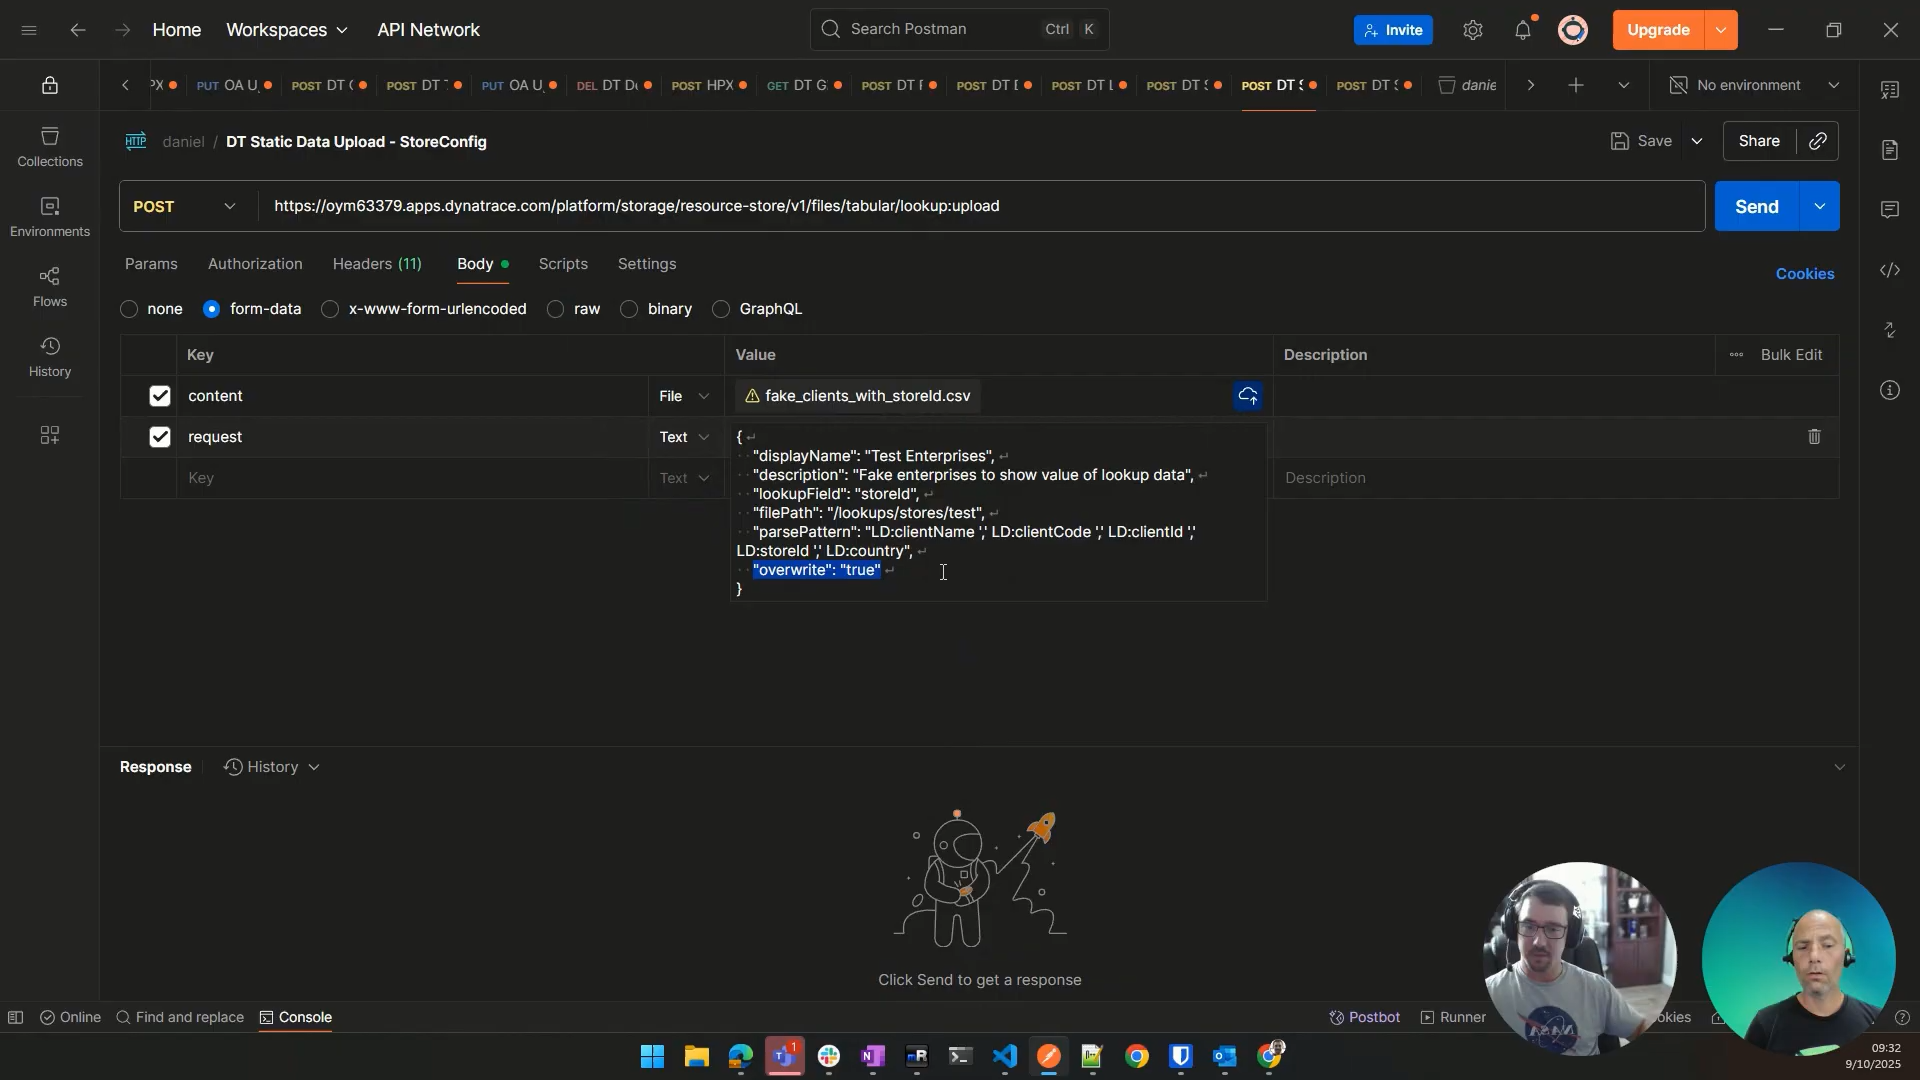 Home
Workspaces
API Network
Search Postman
Ctrl K
Invite
Upgrade
PX
PUT OA U
POST DT (
POST DT
PUT OA U
DEL DT De
POST HPX
GET DT G
POST DT F
POST DT D
POST DT L
POST DT S
POST DT S
POST DT S
danie
No environment
HTTP
daniel / DT Static Data Upload - StoreConfig
Save
Share
Collections
Environments
Flows
History
POST
https://oym63379.apps.dynatrace.com/platform/storage/resource-store/v1/files/tabular/lookup:upload
Send
Params
Authorization
Headers (11)
Body
Scripts
Settings
Cookies
none
form-data
x-www-form-urlencoded
raw
binary
GraphQL
Key
Value
Description
Bulk Edit
content
File
fake_clients_with_storeId.csv
request
Text
{
"displayName": "Test Enterprises",
"description": "Fake enterprises to show value of lookup data",
"lookupField": "storeId",
"filePath": "/lookups/stores/test",
"parsePattern": "LD:clientName ',' LD:clientCode ',' LD:clientId ','
LD:storeId ',' LD:country",
"overwrite": "true"
}
Key
Text
Description
Response
History
Click Send to get a response
Online
Find and replace
Console
Postbot
Runner
okies
1
NASA
09:32
9/10/2025